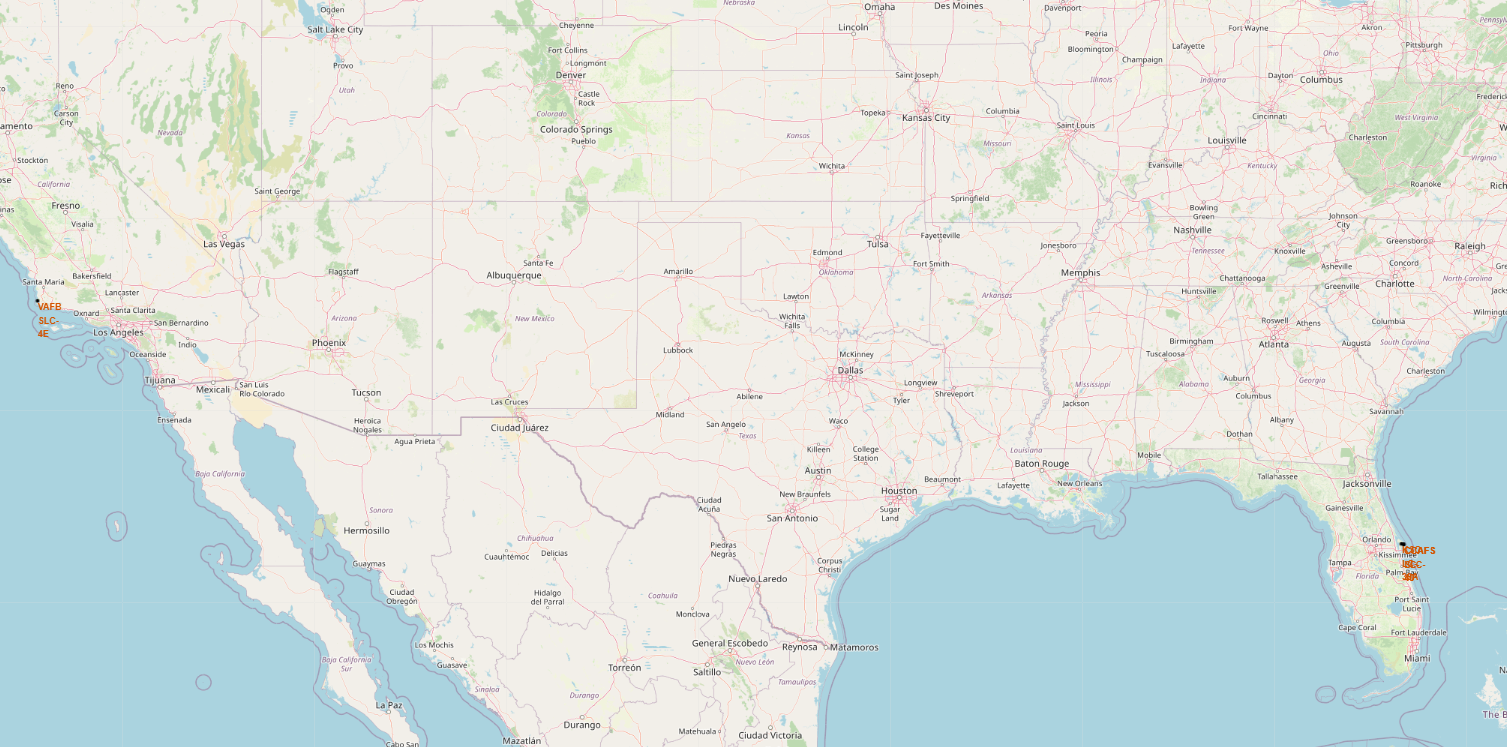 Nebraska
Omaha
Des Moines
Davenport
Ogden
Salt Lake City
Cheyenne
Lincoln
Peoria
Bloomington
Lafayette
Fort Wayne
Akron
Pittsburgh
Fort Collins
Longmont
Denver
Provo
Utah
Champaign
Ohio
Reno
Carson
City
Castle
Rock
Saint Joseph
Illinois
Indiana
Dayton
Columbus
Colorado
Colorado Springs
Pueblo
Topeka
Kansas City
Columbia
Saint Louis
Cincinnati
West Virginia
Charleston
Nevada
Kansas
Missouri
Louisville
Stockton
California
Saint George
Wichita
Evansville
Kentucky
Virginia
Roanoke
Fresno
Visalia
Springfield
Bowling
Green
Nashville
Johnson
City
Las Vegas
Tulsa
Fayetteville
Jonesboro
Tennessee
Knoxville
Greensboro
Raleigh
Edmond
Oklahoma
Santa Fe
Albuquerque
Flagstaff
Amarillo
Fort Smith
Memphis
Chattanooga
Asheville
Concord
Charlotte
North Carolina
Bakersfield
Santa Maria
Lancaster
Huntsville
Greenville
VAFB
SLC-
4E
Oxnard
Santa Clarita
Los Angeles
San Bernardino
Arizona
New Mexico
Lawton
Wichita
Falls
Arkansas
Roswell
Athens
Columbia
South Carolina
Oceanside
Indio
Phoenix
Lubbock
McKinney
Dallas
Birmingham
Tuscaloosa
Atlanta
Augusta
Charleston
Tijuana
Mexicali
San Luis
Río Colorado
Tucson
Las Cruces
Ciudad Juárez
Abilene
Longview
Tyler
Shreveport
Mississippi
Jackson
Alabama
Auburn
Columbus
Georgia
Savannah
Ensenada
Heroica
Nogales
Agua Prieta
Midland
San Angelo
Texas
Waco
Albany
Dothan
Baja California
Killeen
College
Station
Louisiana
Baton Rouge
Mobile
Tallahassee
Jacksonville
Austin
Beaumont
Lafayette
New Orleans
Sonora
Hermosillo
Ciudad
Acuña
New Braunfels
San Antonio
Houston
Sugar
Land
Gainesville
Chihuahua
Cuauhtémoc
Delicias
Piedras
Negras
Orlando
Kissimmee
Tampa
Florida
Guaymas
Ciudad
Obregón
Hidalgo
del Parral
Coahuila
Nuevo Laredo
Corpus
Christi
Port Saint
Lucie
Monclova
Cape Coral
Fort Lauderdale
Miami
Los Mochis
Guasave
Baja California
Sur
Sinaloa
Torreón
Durango
General Escobedo
Saltillo
Nuevo León
Reynosa
Matamoros
Tamaulipas
La Paz
Durango
Mazatlán
Matehuala
Ciudad Victoria